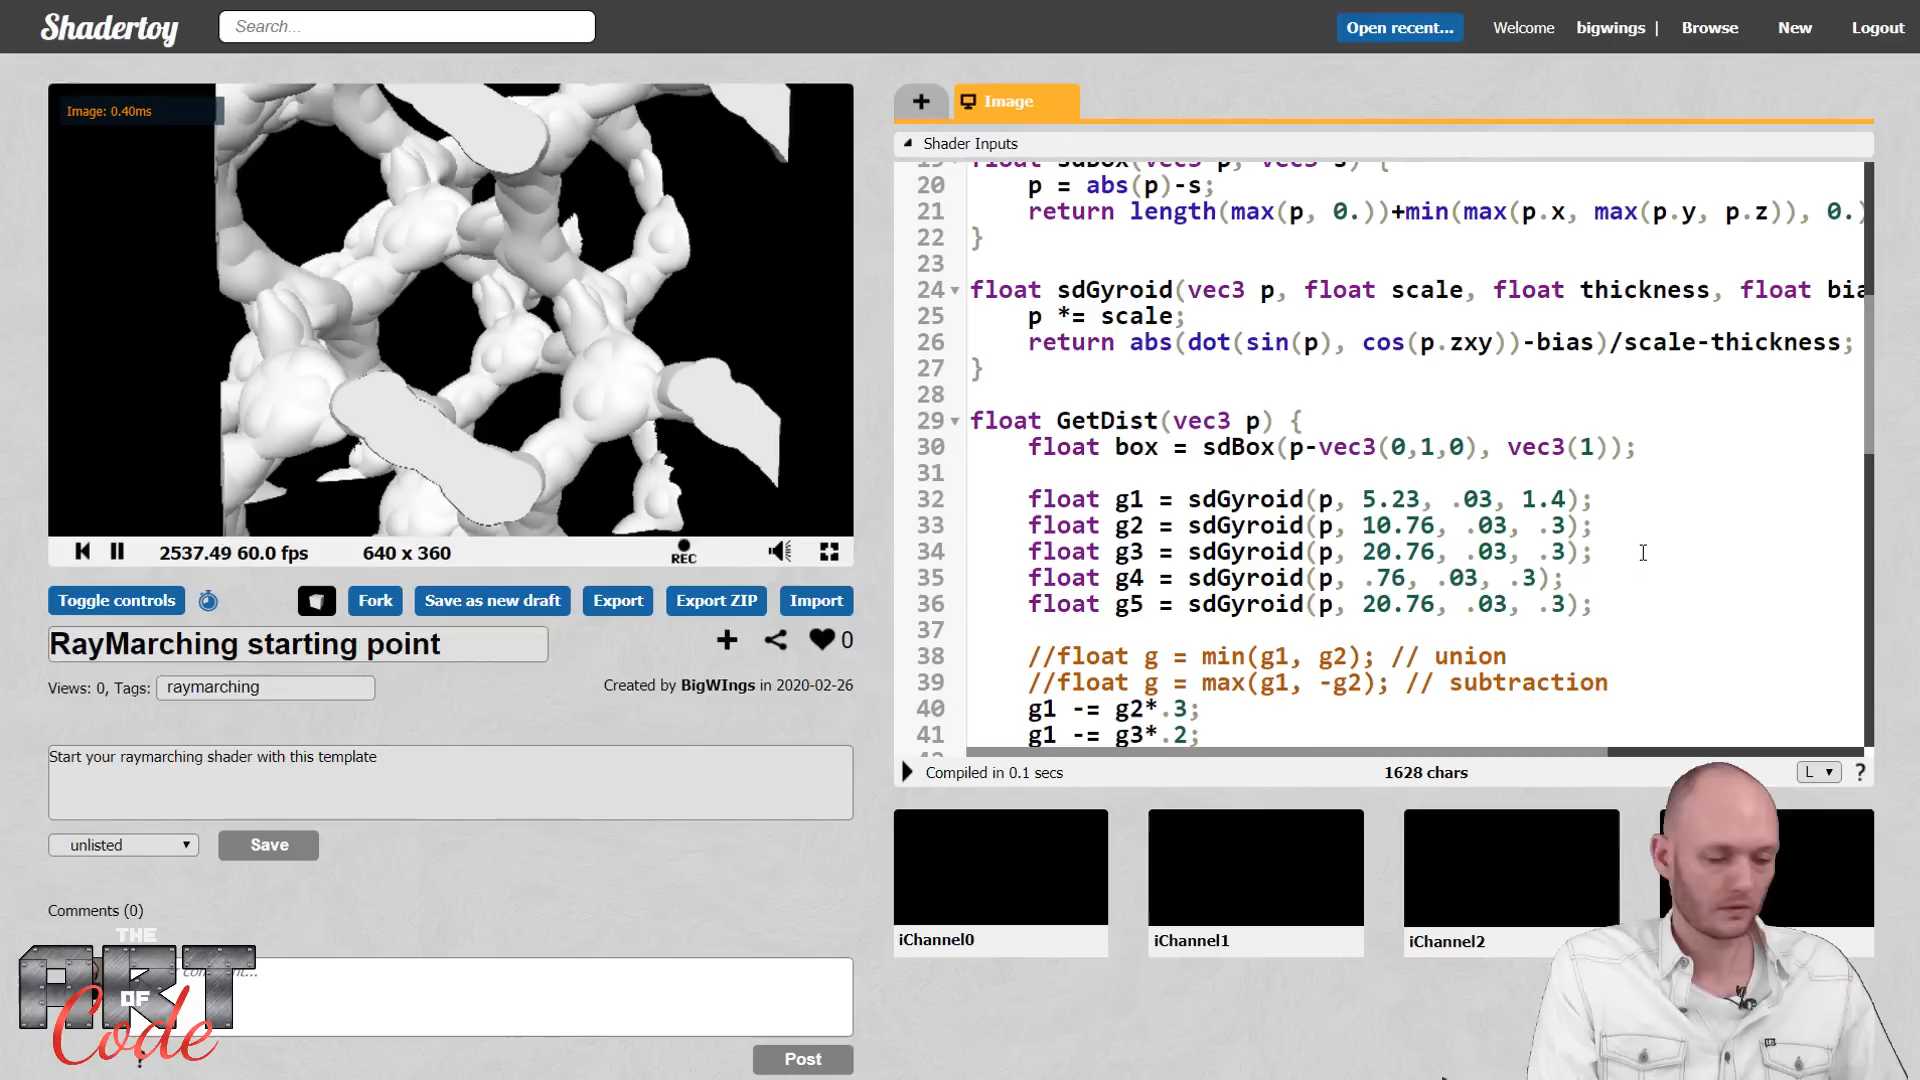 Shadertoy
Search...
Open recent...
Welcome bigwings |
Browse
New
Logout
Image: 0.40ms
2537.49 60.0 fps
640 x 360
REC
Toggle controls
Fork
Save as new draft
Export
Export ZIP
Import
RayMarching starting point
0
Views: 0, Tags: raymarching
Created by BigWIngs in 2020-02-26
Start your raymarching shader with this template
unlisted
Save
Comments (0)
THE
ART
OF
Code
Post
+
Image
Shader Inputs
19 float sdBox(vec3 p, vec3 s) {
20 p = abs(p)-s;
21 return length(max(p, 0.))+min(max(p.x, max(p.y, p.z)), 0.)
22 }
23
24 float sdGyroid(vec3 p, float scale, float thickness, float bia
25 p *= scale;
26 return abs(dot(sin(p), cos(p.zxy))-bias)/scale-thickness;
27 }
28
29 float GetDist(vec3 p) {
30 float box = sdBox(p-vec3(0,1,0), vec3(1));
31
32 float g1 = sdGyroid(p, 5.23, .03, 1.4);
33 float g2 = sdGyroid(p, 10.76, .03, .3);
34 float g3 = sdGyroid(p, 20.76, .03, .3);
35 float g4 = sdGyroid(p, .76, .03, .3);
36 float g5 = sdGyroid(p, 20.76, .03, .3);
37
38 //float g = min(g1, g2); // union
39 //float g = max(g1, -g2); // subtraction
40 g1 -= g2*.3;
41 g1 -= g3*.2;
Compiled in 0.1 secs
1628 chars
L
?
iChannel0
iChannel1
iChannel2